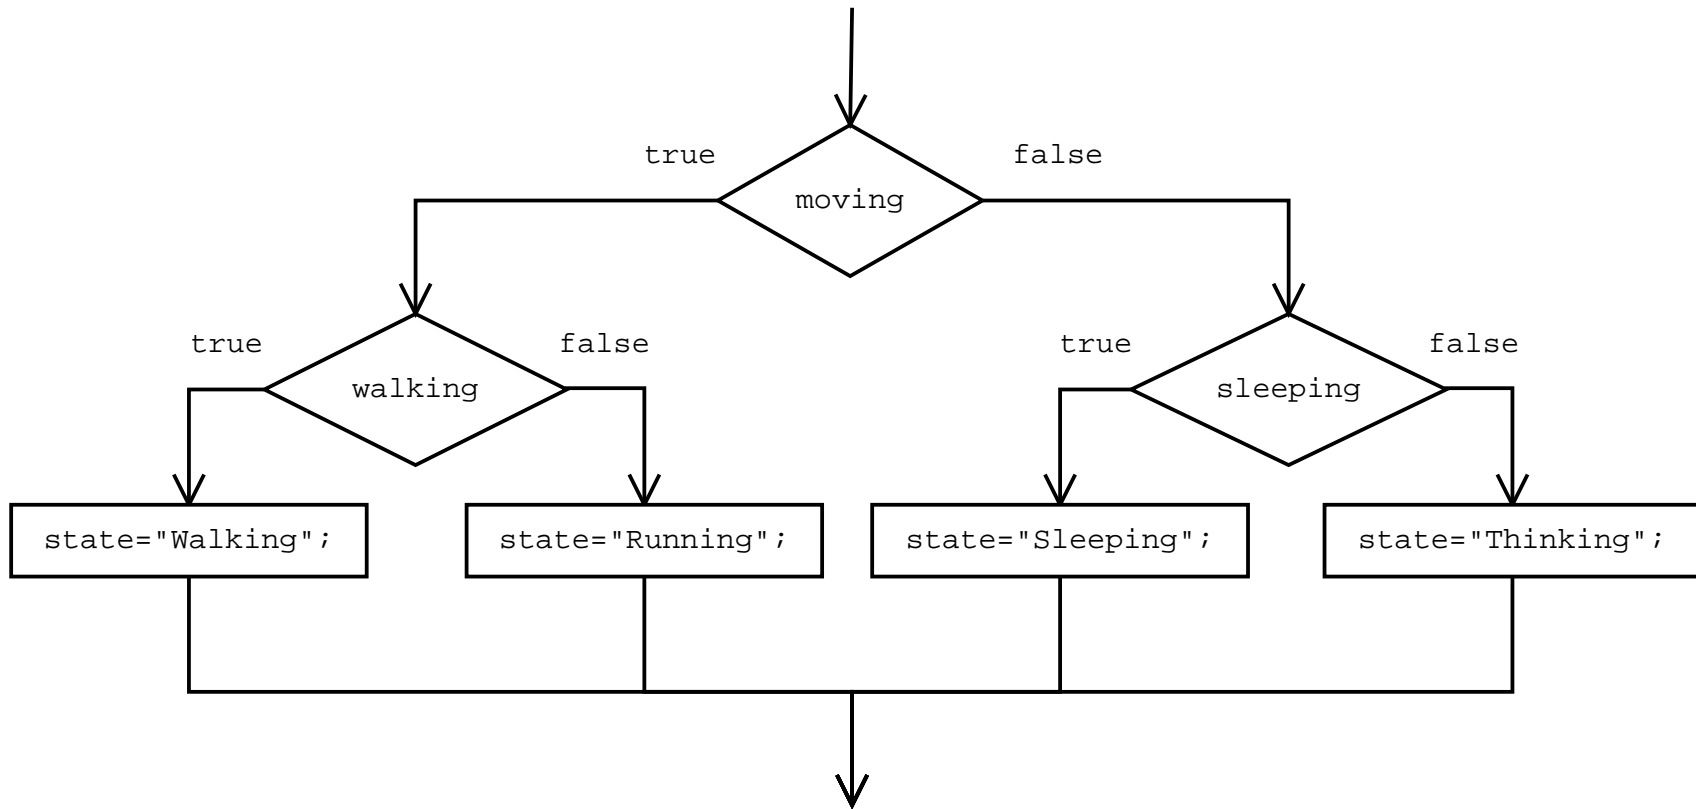 true
false
moving
true
false
true
false
walking
sleeping
state="Walking";
state="Running";
state="Sleeping";
state="Thinking";